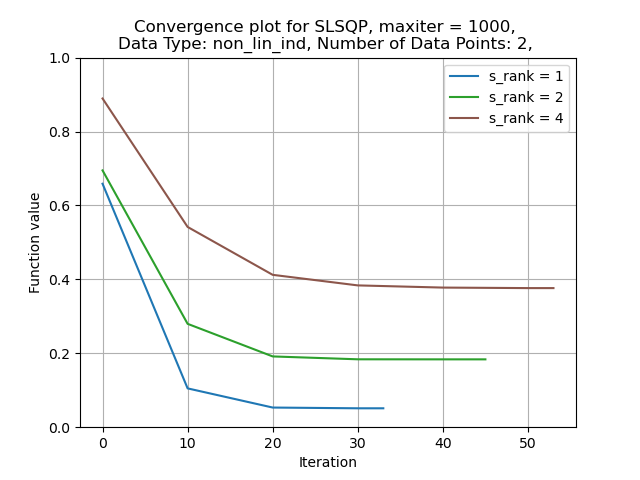 Convergence plot for SLSQP, maxiter = 1000,
Data Type: non_lin_ind, Number of Data Points: 2,
1.0
0.8
0.6
0.4
0.2
0.0
Function value
s_rank = 1
s_rank = 2
s_rank = 4
0 10 20 30 40 50
Iteration